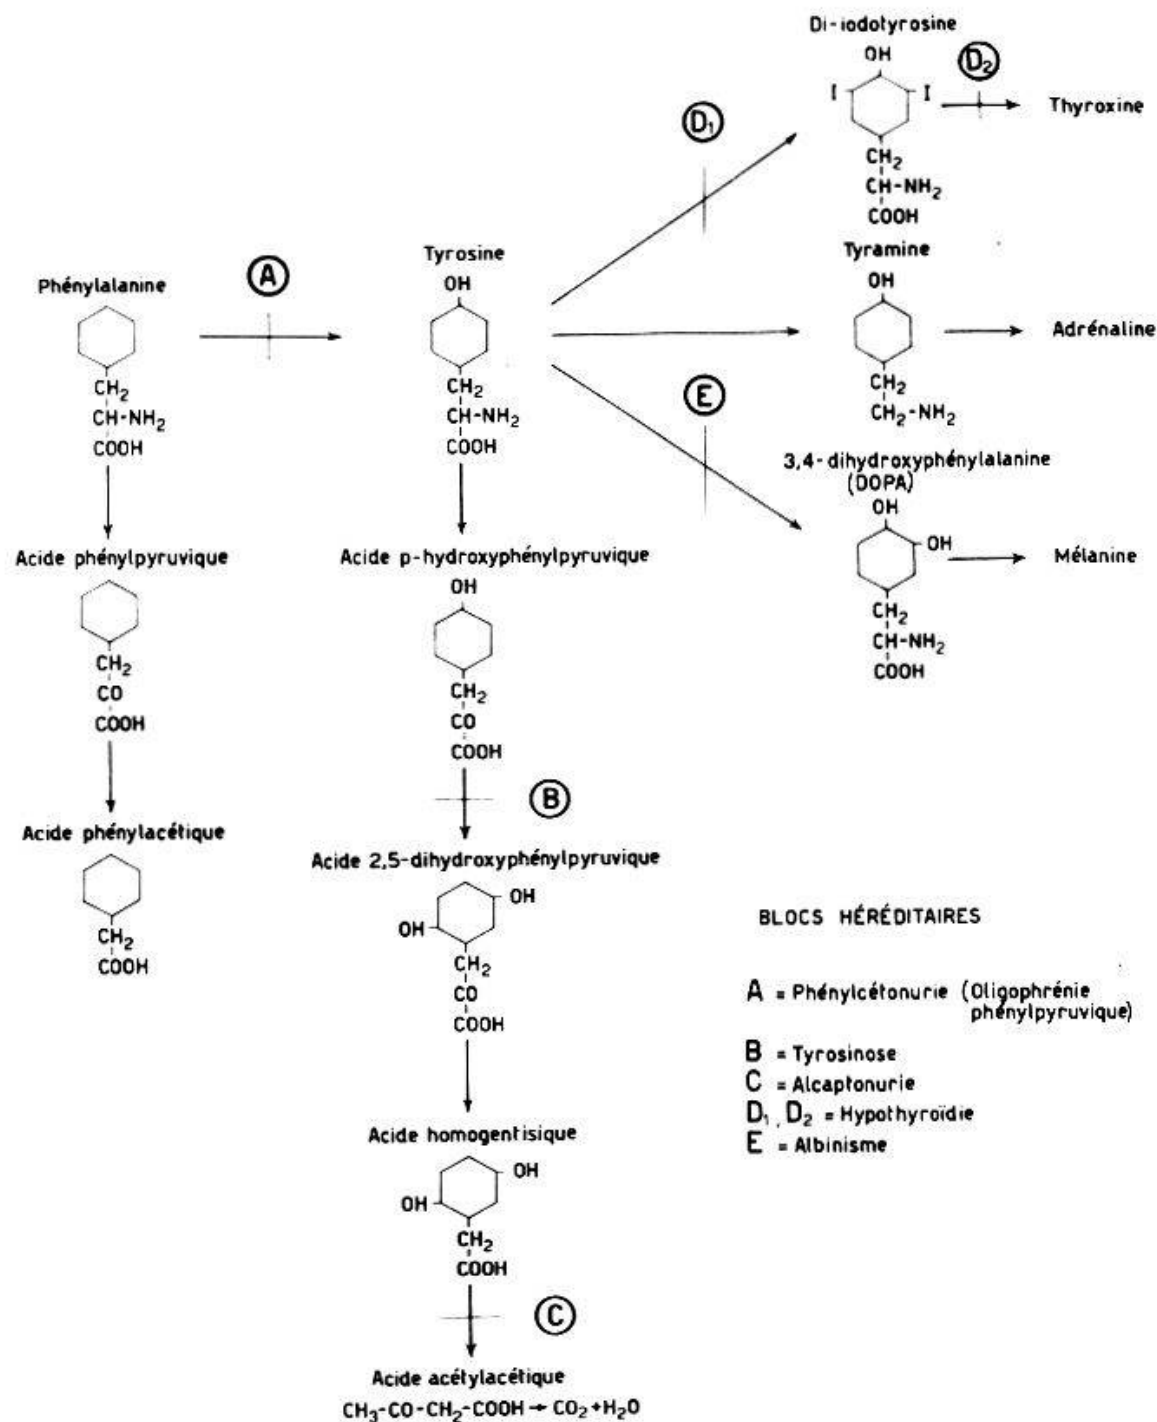 Di-iodotyrosine
OH
I
I
CH2
CH-NH2
COOH
D2
Thyroxine
D1
Phénylalanine
CH2
CH-NH2
COOH
A
Tyrosine
OH
CH2
CH-NH2
COOH
Tyramine
OH
CH2
CH2-NH2
Adrénaline
E
3,4-dihydroxyphénylalanine
(DOPA)
OH
OH
CH2
CH-NH2
COOH
Mélanine
Acide phénylpyruvique
CH2
CO
COOH
Acide p-hydroxyphénylpyruvique
OH
CH2
CO
COOH
B
Acide phénylacétique
CH2
COOH
Acide 2,5-dihydroxyphénylpyruvique
OH
OH
CH2
CO
COOH
Acide homogentisique
OH
OH
CH2
COOH
C
Acide acétylacétique
CH3-CO-CH2-COOH → CO2+H2O
BLOCS HÉRÉDITAIRES
A = Phénylcétonurie (Oligophrénie
phénylpyruvique)
B = Tyrosinose
C = Alcaptonurie
D1, D2 = Hypothyroïdie
E = Albinisme